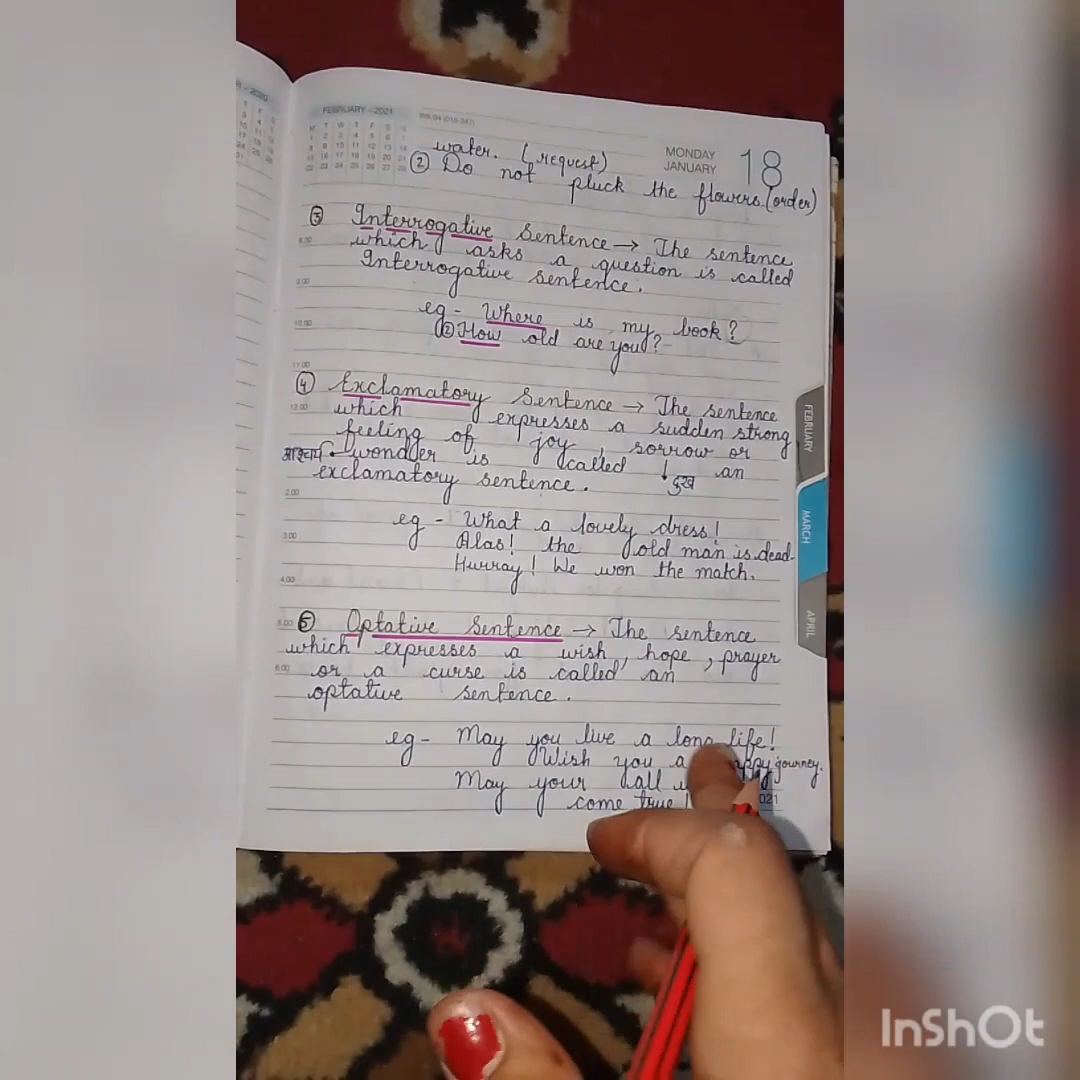 FEBRUARY - 2021
MONDAY
JANUARY
18
water. (request)
② Do not pluck the flowers. (order)
③ Interrogative Sentence → The sentence
which asks a question is called
Interrogative sentence.
eg - Where is my book?
② How old are you?
④ Exclamatory Sentence → The sentence
which expresses a sudden strong
feeling of joy, sorrow or
आश्चर्य wonder is called ↓ an
दुख
exclamatory sentence.
eg - What a lovely dress!
Alas! the old man is dead.
Hurray! We won the match.
⑤ Optative Sentence → The sentence
which expresses a wish, hope, prayer
or a curse is called an
optative sentence.
eg - May you live a long life!
Wish you a journey.
May your all
come true!
FEBRUARY
MARCH
APRIL
InShOt